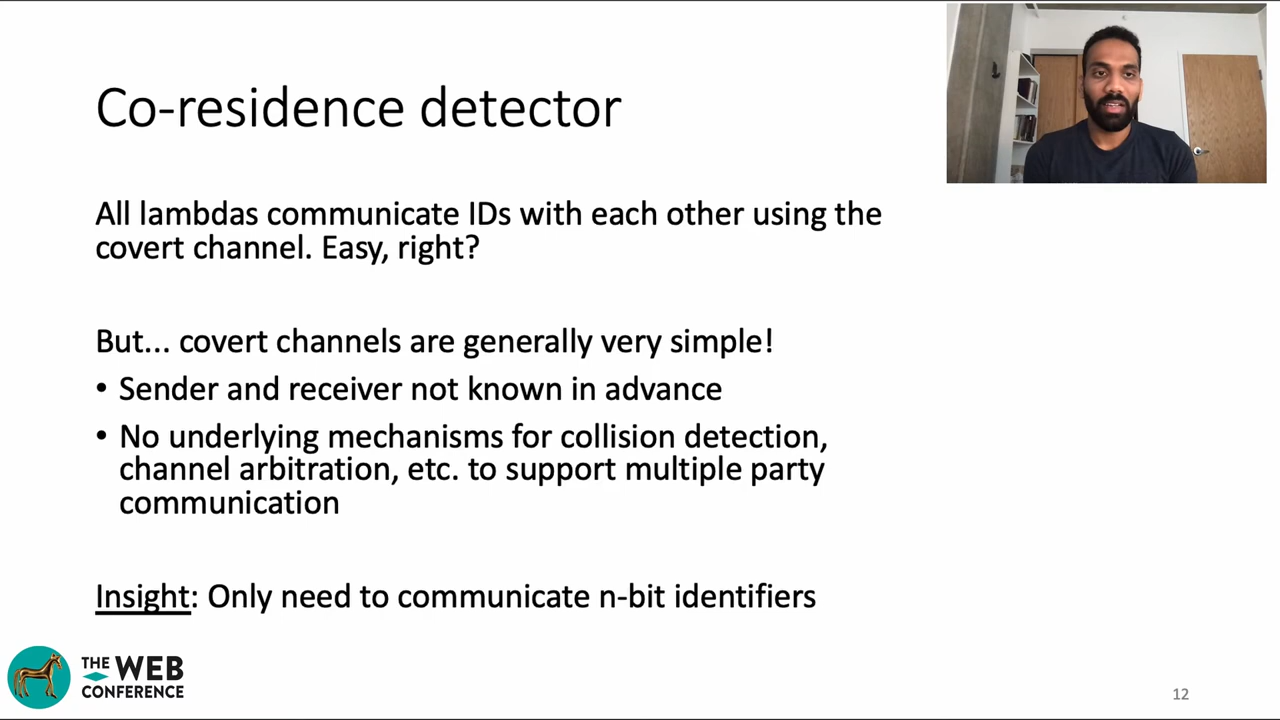 Co-residence detector
All lambdas communicate IDs with each other using the
covert channel. Easy, right?
But... covert channels are generally very simple!
• Sender and receiver not known in advance
• No underlying mechanisms for collision detection,
channel arbitration, etc. to support multiple party
communication
Insight: Only need to communicate n-bit identifiers
THE WEB
CONFERENCE
12